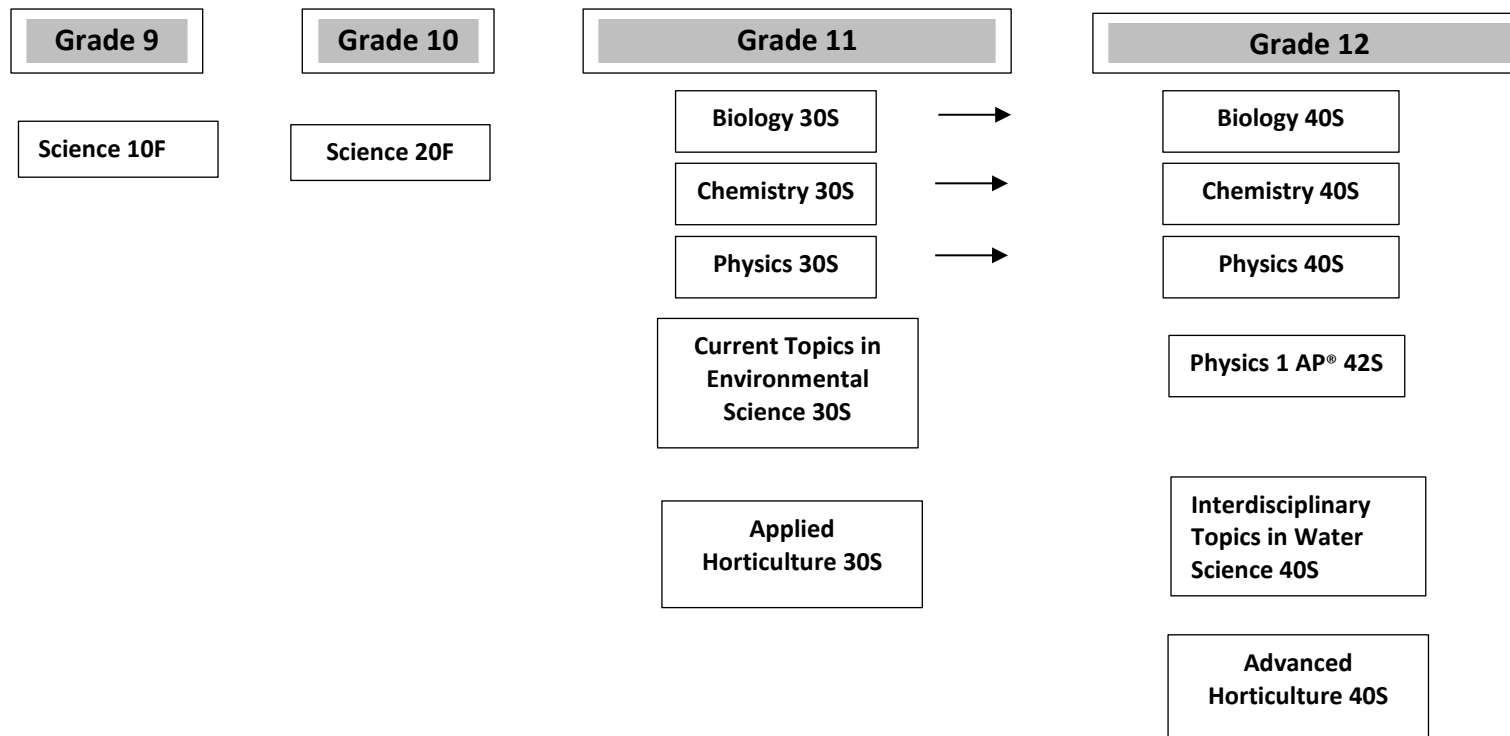 Grade 9
Grade 10
Grade 11
Grade 12
Science 10F
Science 20F
Biology 30S
Biology 40S
Chemistry 30S
Chemistry 40S
Physics 30S
Physics 40S
Current Topics in
Environmental
Science 30S
Physics 1 AP® 42S
Applied
Horticulture 30S
Interdisciplinary
Topics in Water
Science 40S
Advanced
Horticulture 40S